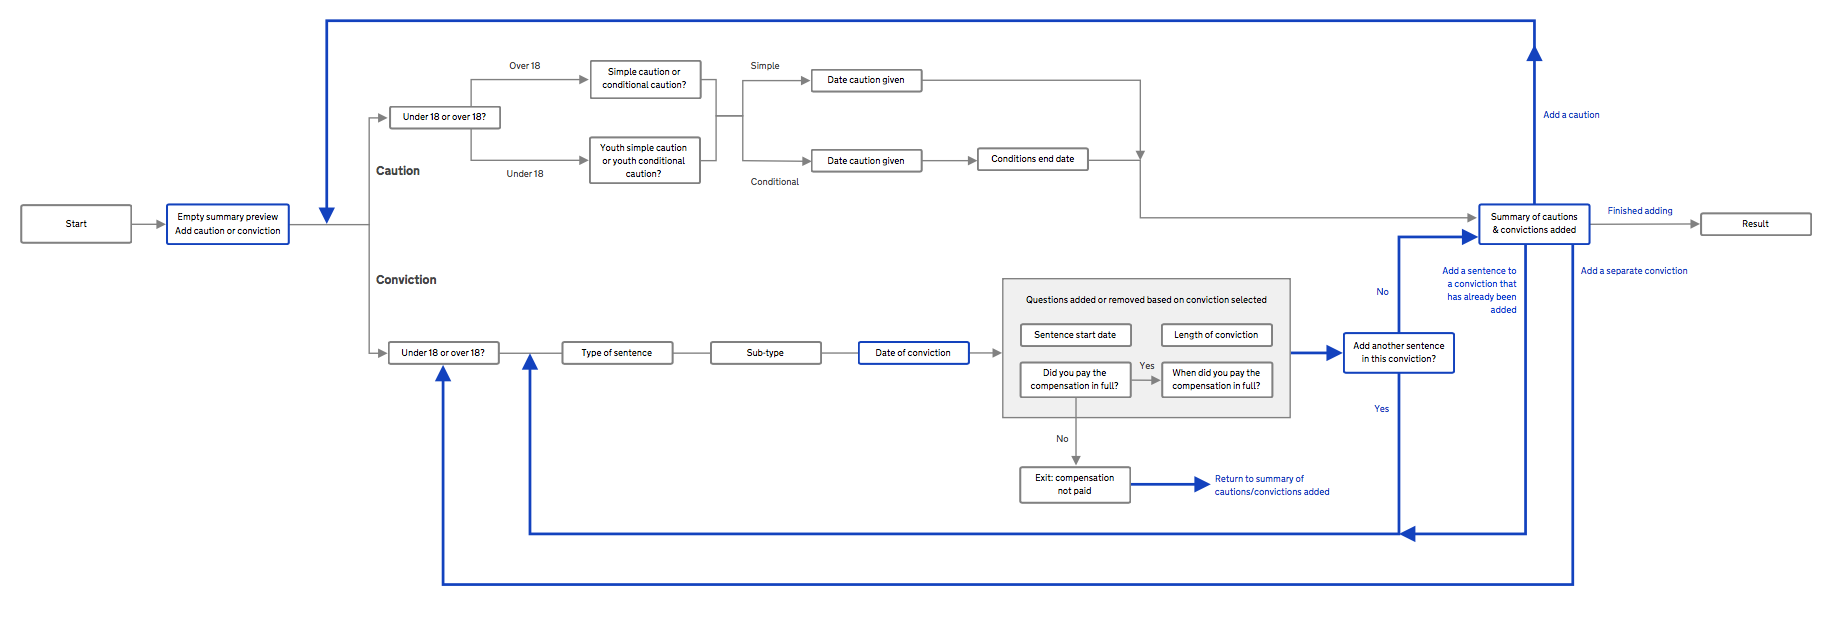 Start
Empty summary preview
Add caution or conviction
Caution
Under 18 or over 18?
Over 18
Simple caution or
conditional caution?
Under 18
Youth simple caution
or youth conditional
caution?
Simple
Date caution given
Conditional
Date caution given
Conditions end date
Conviction
Under 18 or over 18?
Type of sentence
Sub-type
Date of conviction
Questions added or removed based on conviction selected
Sentence start date
Length of conviction
Did you pay the
compensation in full?
Yes
When did you pay the
compensation in full?
No
Exit: compensation
not paid
Return to summary of
cautions/convictions added
Add another sentence
in this conviction?
No
Yes
Summary of cautions
& convictions added
Add a caution
Finished adding
Result
Add a sentence to
a conviction that
has already been
added
Add a separate conviction